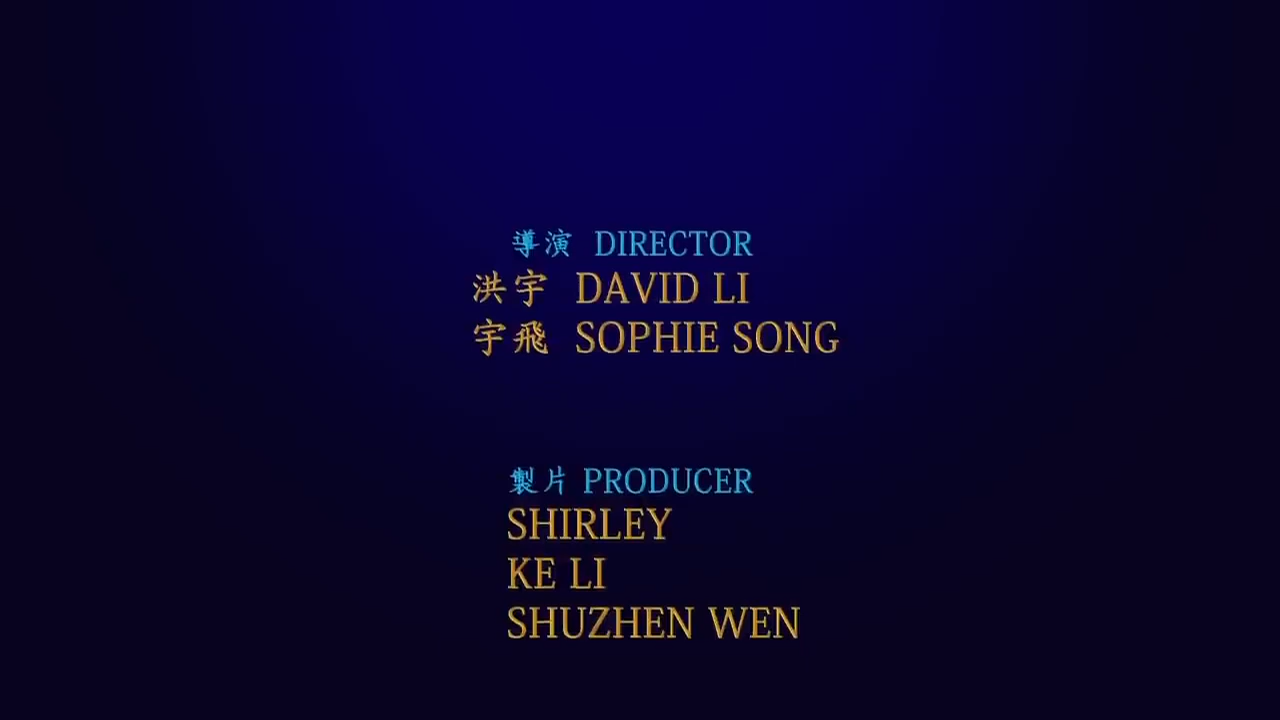 導演 DIRECTOR
洪宇 DAVID LI
宇飛 SOPHIE SONG
製片 PRODUCER
SHIRLEY
KE LI
SHUZHEN WEN